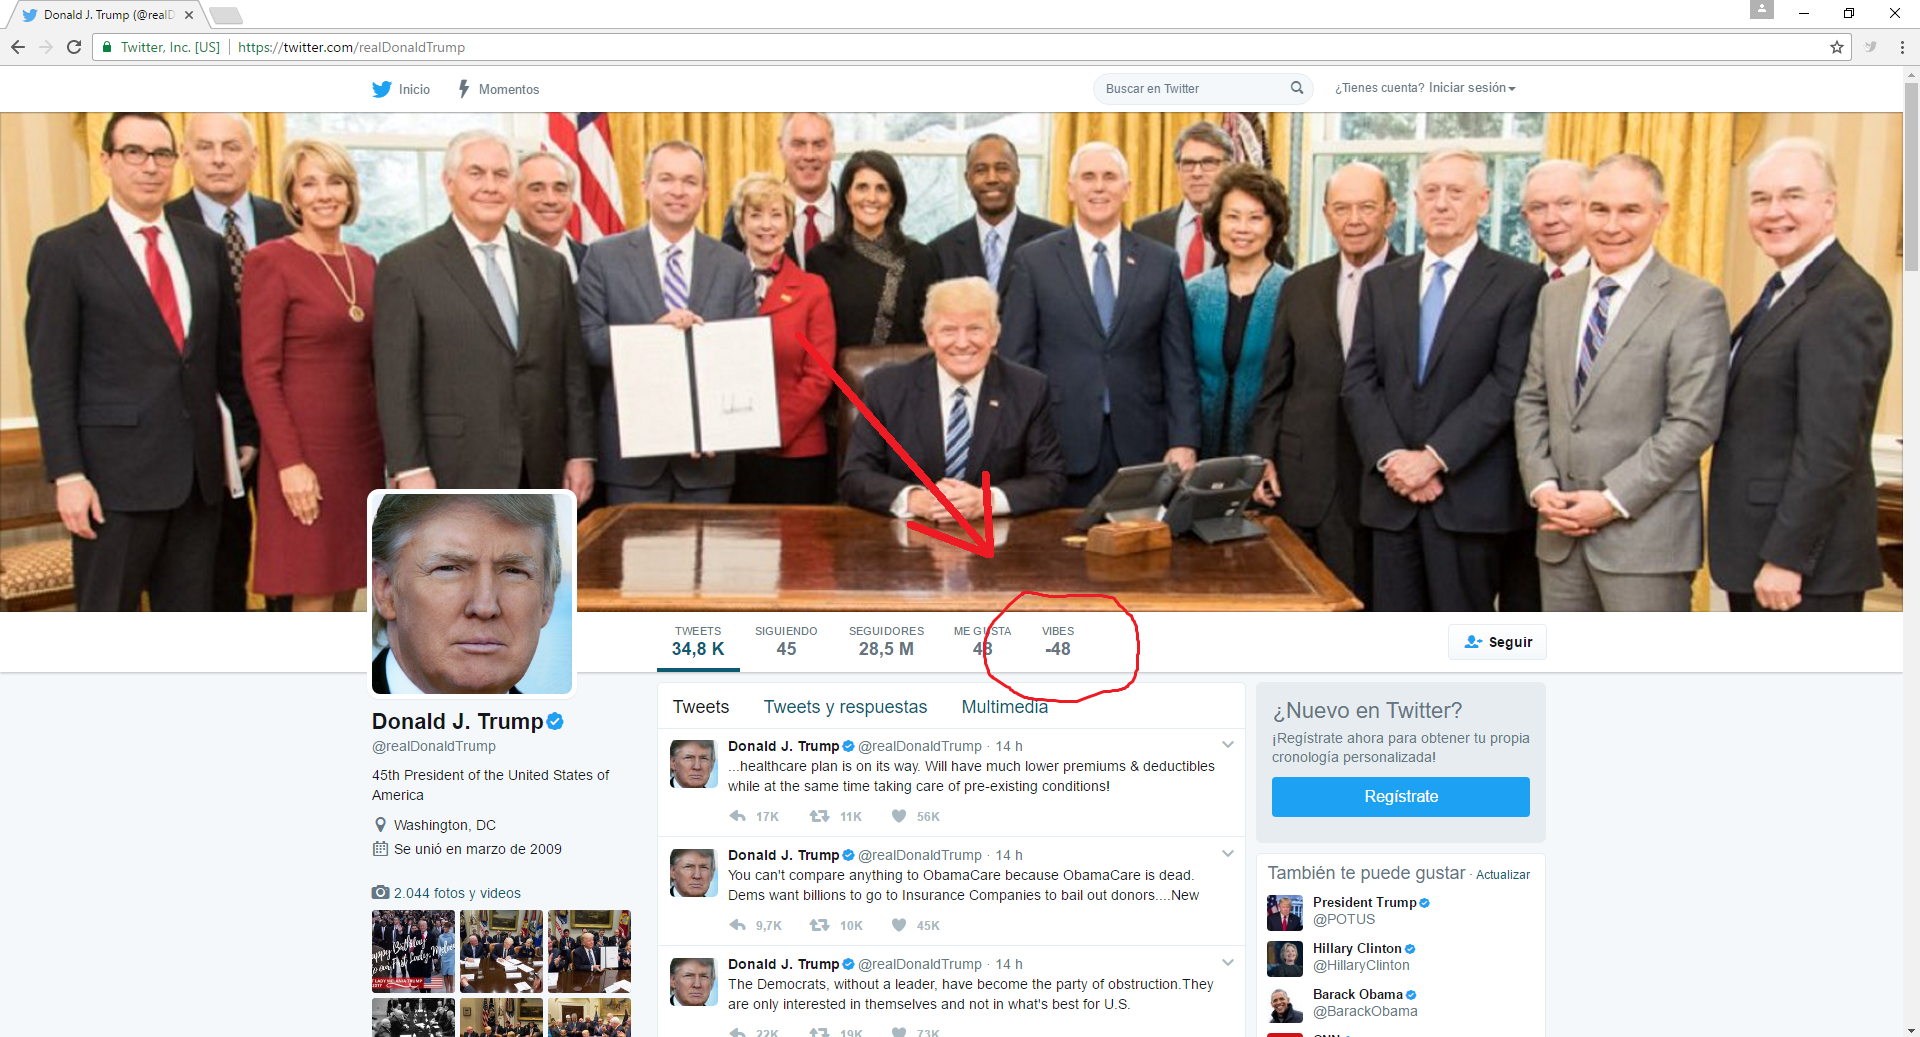 Donald J. Trump (@realD
Twitter, Inc. [US] https://twitter.com/realDonaldTrump
Inicio Momentos
Buscar en Twitter
¿Tienes cuenta? Iniciar sesión
TWEETS SIGUIENDO SEGUIDORES ME GUSTA VIBES
34,8 K 45 28,5 M 48 -48
Seguir
Donald J. Trump
@realDonaldTrump
45th President of the United States of
America
Washington, DC
Se unió en marzo de 2009
2.044 fotos y videos
Happy Birthday
to our First Lady, Melania
Tweets Tweets y respuestas Multimedia
Donald J. Trump @realDonaldTrump · 14 h
...healthcare plan is on its way. Will have much lower premiums & deductibles
while at the same time taking care of pre-existing conditions!
17K 11K 56K
Donald J. Trump @realDonaldTrump · 14 h
You can't compare anything to ObamaCare because ObamaCare is dead.
Dems want billions to go to Insurance Companies to bail out donors....New
9,7K 10K 45K
Donald J. Trump @realDonaldTrump · 14 h
The Democrats, without a leader, have become the party of obstruction.They
are only interested in themselves and not in what's best for U.S.
22K 19K 73K
¿Nuevo en Twitter?
¡Regístrate ahora para obtener tu propia
cronología personalizada!
Regístrate
También te puede gustar · Actualizar
President Trump
@POTUS
Hillary Clinton
@HillaryClinton
Barack Obama
@BarackObama